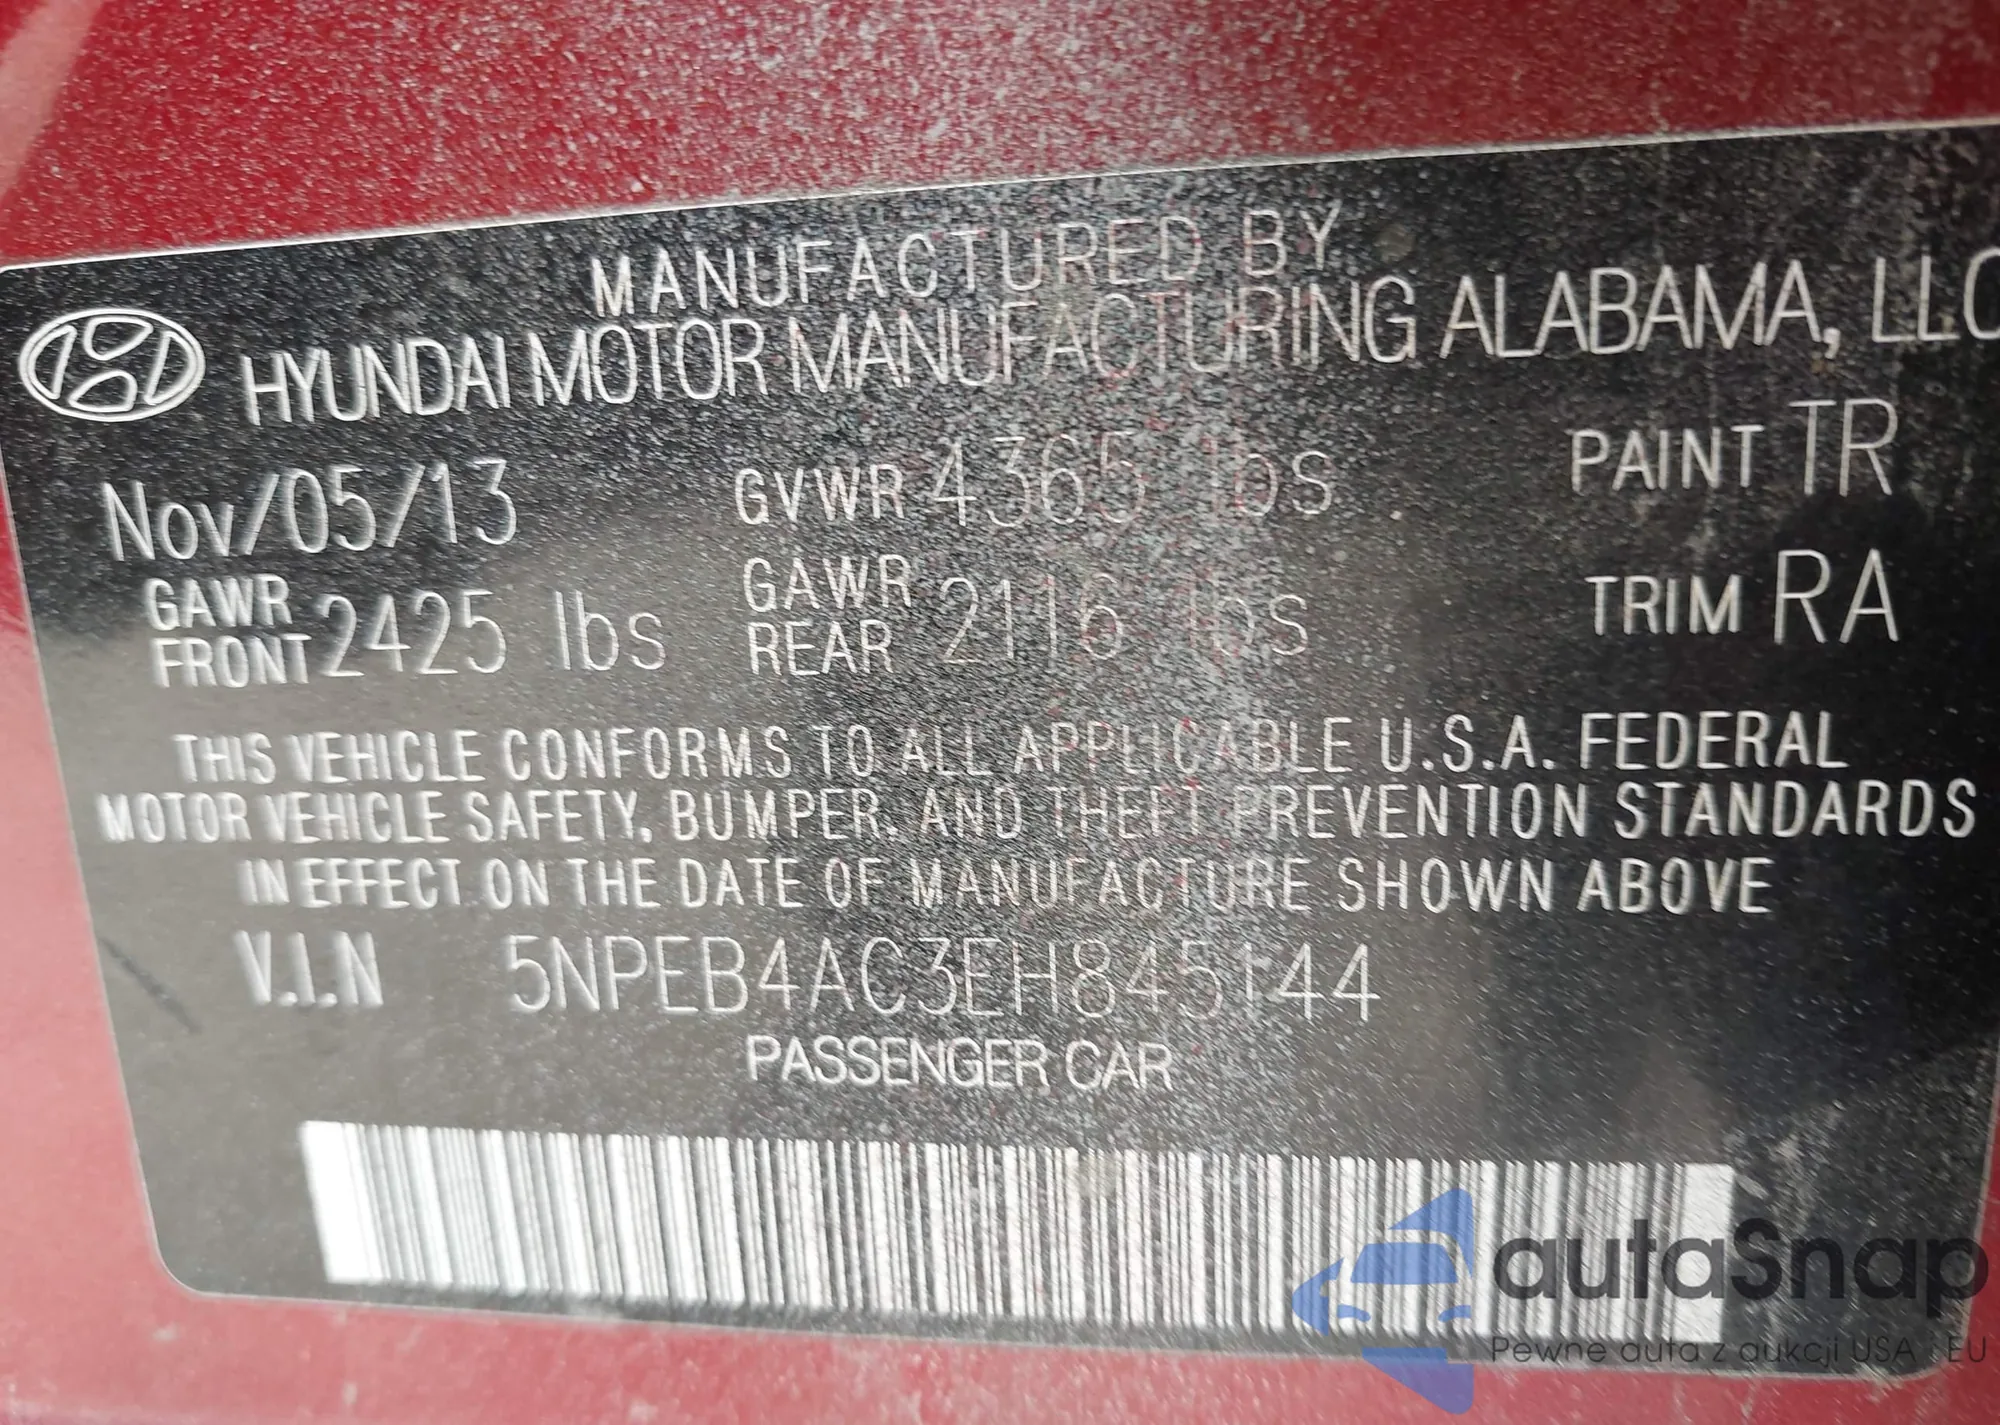 MANUFACTURED BY
HYUNDAI MOTOR MANUFACTURING ALABAMA, LLC
Nov/05/13 GVWR 4365 lbs PAINT TR
GAWR FRONT 2425 lbs GAWR REAR 2116 lbs TRIM RA
THIS VEHICLE CONFORMS TO ALL APPLICABLE U.S.A. FEDERAL
MOTOR VEHICLE SAFETY, BUMPER, AND THEFT PREVENTION STANDARDS
IN EFFECT ON THE DATE OF MANUFACTURE SHOWN ABOVE
V.I.N 5NPEB4AC3EH845144
PASSENGER CAR
autaSnap
Pewne auta z aukcji USA i EU